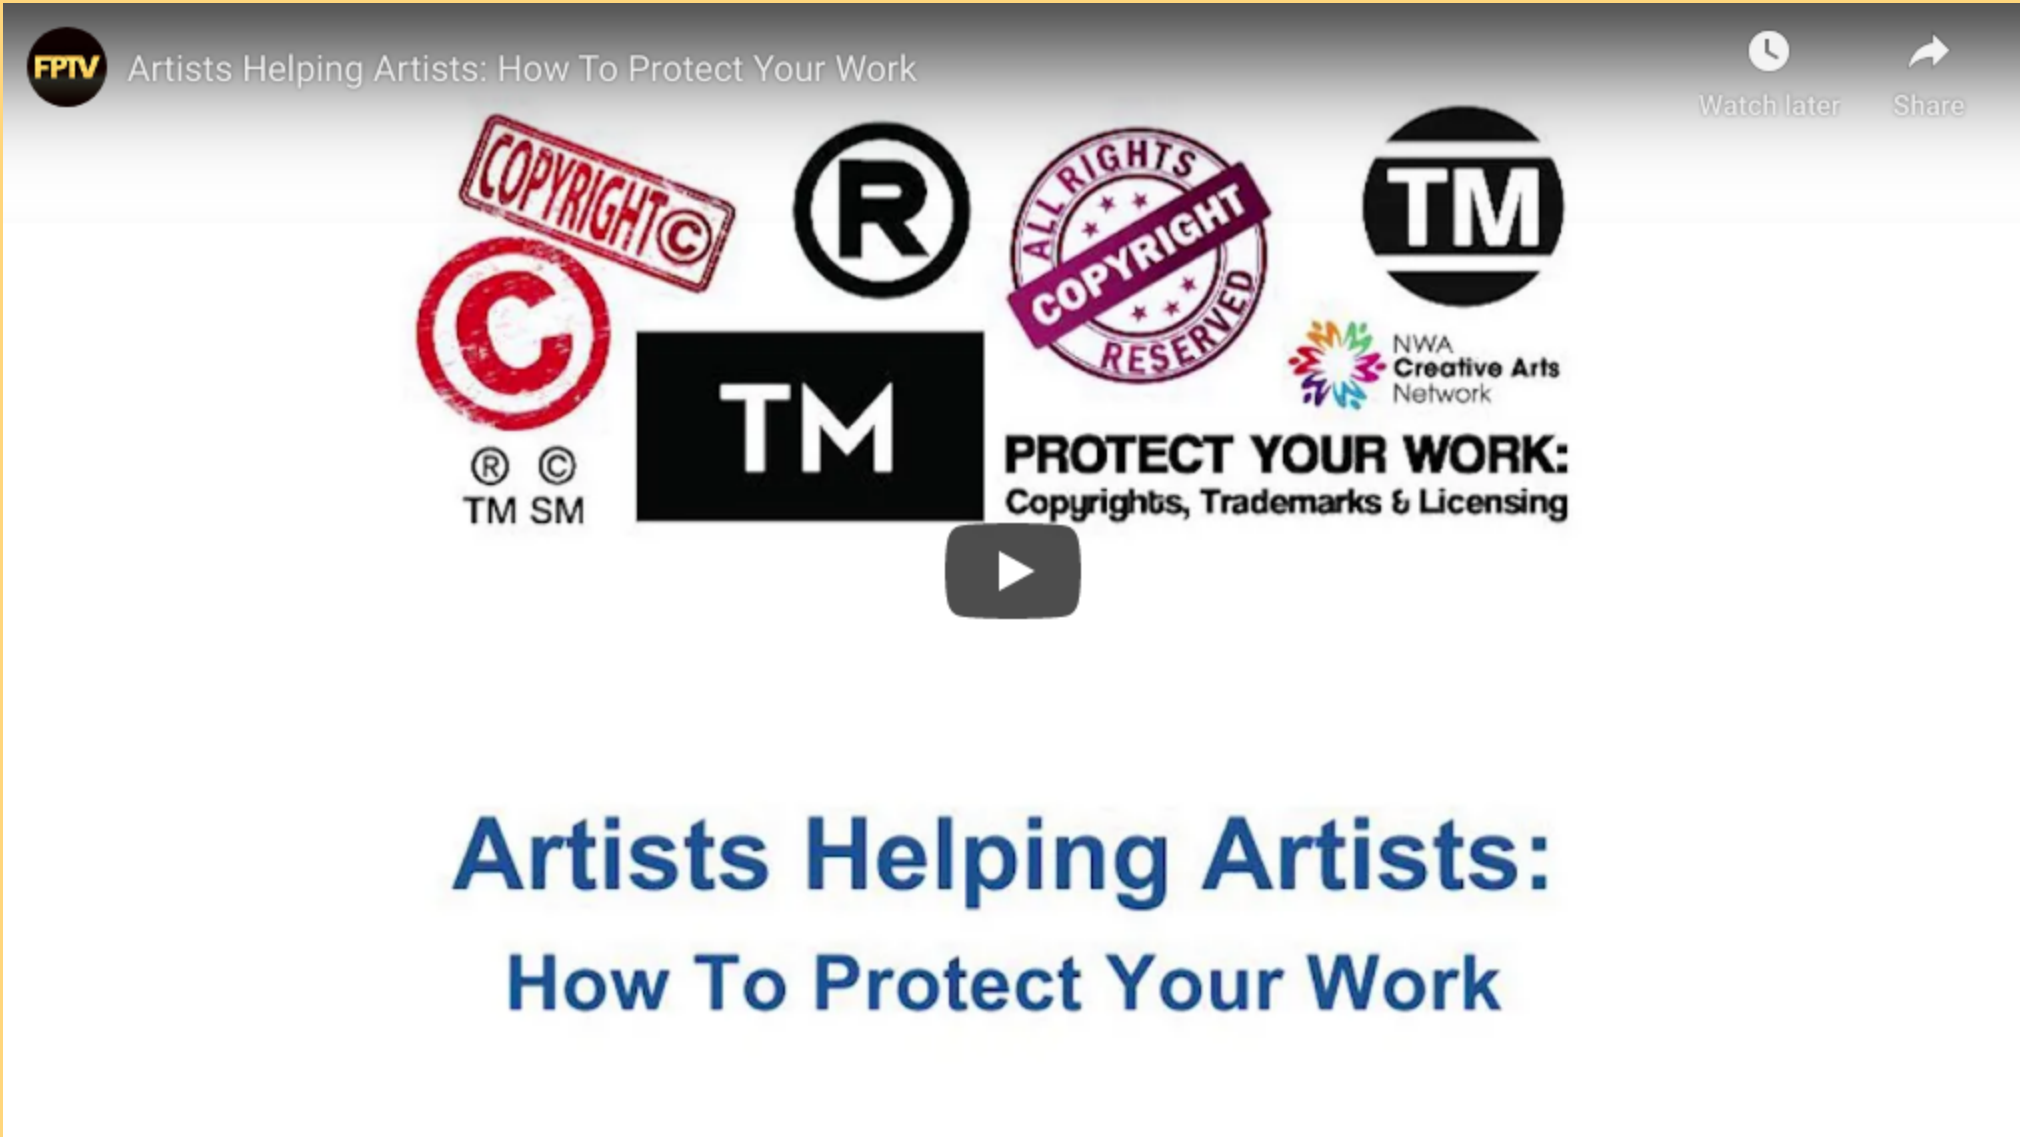 FPTV
Artists Helping Artists: How To Protect Your Work
Watch later
Share
COPYRIGHT©
R
ALL RIGHTS
COPYRIGHT
RESERVED
TM
C
® ©
TM SM
TM
NWA
Creative Arts
Network
PROTECT YOUR WORK:
Copyrights, Trademarks & Licensing
Artists Helping Artists:
How To Protect Your Work